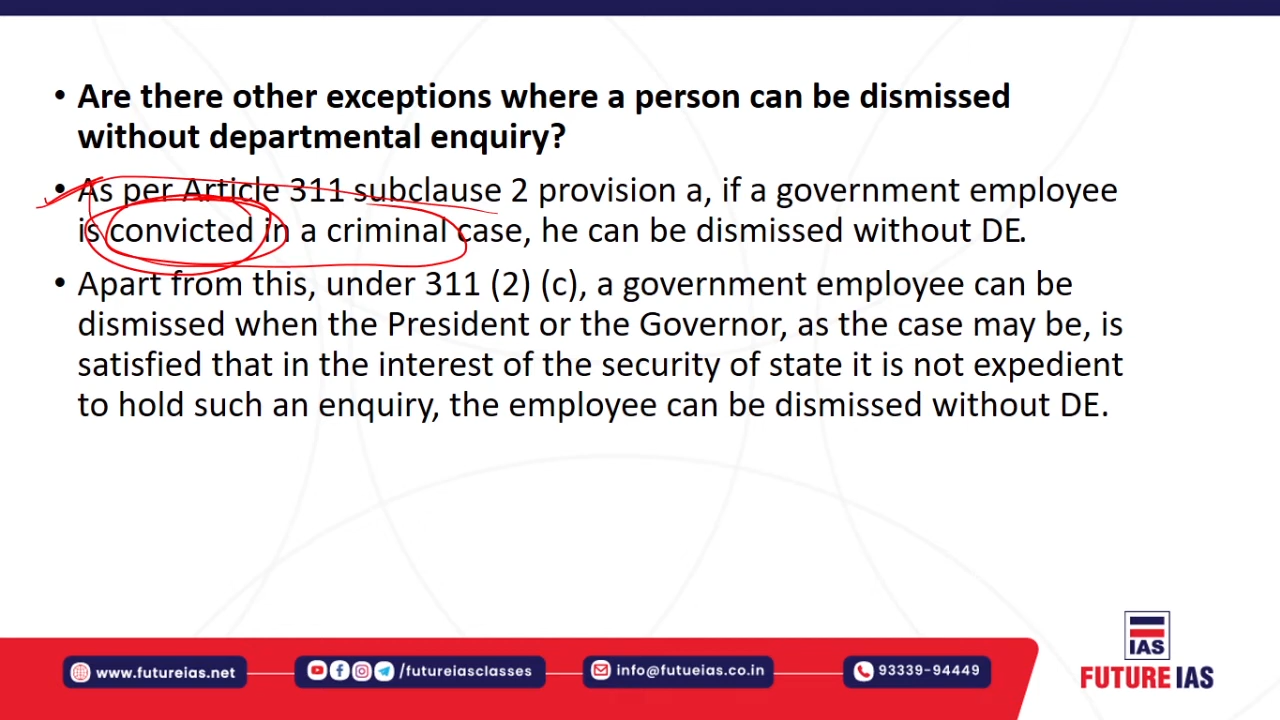 • Are there other exceptions where a person can be dismissed
without departmental enquiry?
• As per Article 311 subclause 2 provision a, if a government employee
is convicted in a criminal case, he can be dismissed without DE.
• Apart from this, under 311 (2) (c), a government employee can be
dismissed when the President or the Governor, as the case may be, is
satisfied that in the interest of the security of state it is not expedient
to hold such an enquiry, the employee can be dismissed without DE.
IAS
FUTURE IAS
www.futureias.net
/futureiasclasses
info@futueias.co.in
93339-94449